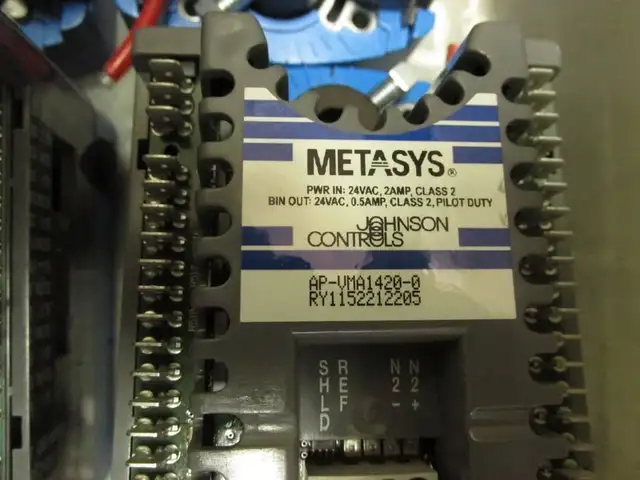 METASYS®
PWR IN: 24VAC, 2AMP, CLASS 2
BIN OUT: 24VAC, 0.5AMP, CLASS 2, PILOT DUTY
JOHNSON
CONTROLS
AP-VMA1420-0
RY1152212205
SHLD REF N2- N2+